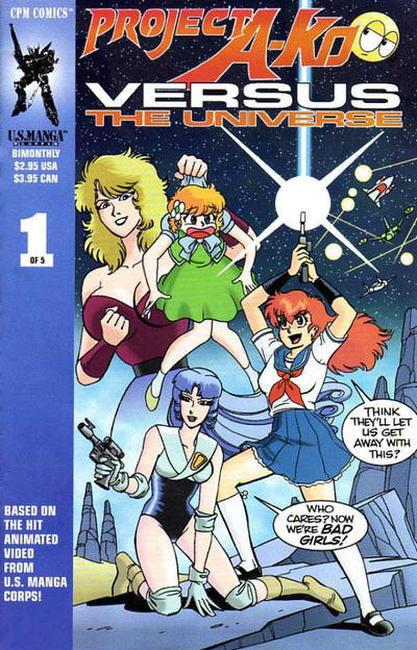 CPM COMICS™
U.S. MANGA™
BIMONTHLY
$2.95 USA
$3.95 CAN
1
OF 5
BASED ON
THE HIT
ANIMATED
VIDEO
FROM
U.S. MANGA
CORPS!
PROJECT
A-KO
VERSUS
THE UNIVERSE
THINK
THEY'LL LET
US GET
AWAY WITH
THIS?
WHO
CARES? NOW
WE'RE BAD
GIRLS!